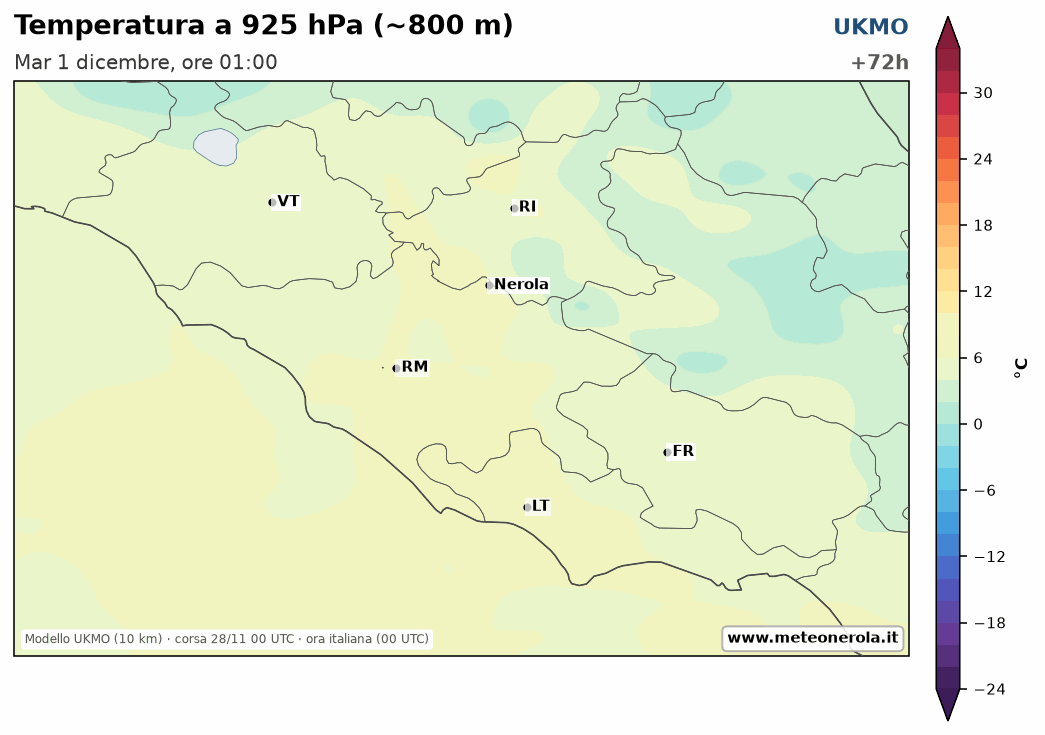 Temperatura a 925 hPa (~800 m)
UKMO
Mar 1 dicembre, ore 01:00
+72h
VT
RI
Nerola
RM
FR
LT
30
24
18
12
6
0
−6
−12
−18
−24
°C
Modello UKMO (10 km) · corsa 28/11 00 UTC · ora italiana (00 UTC)
www.meteonerola.it